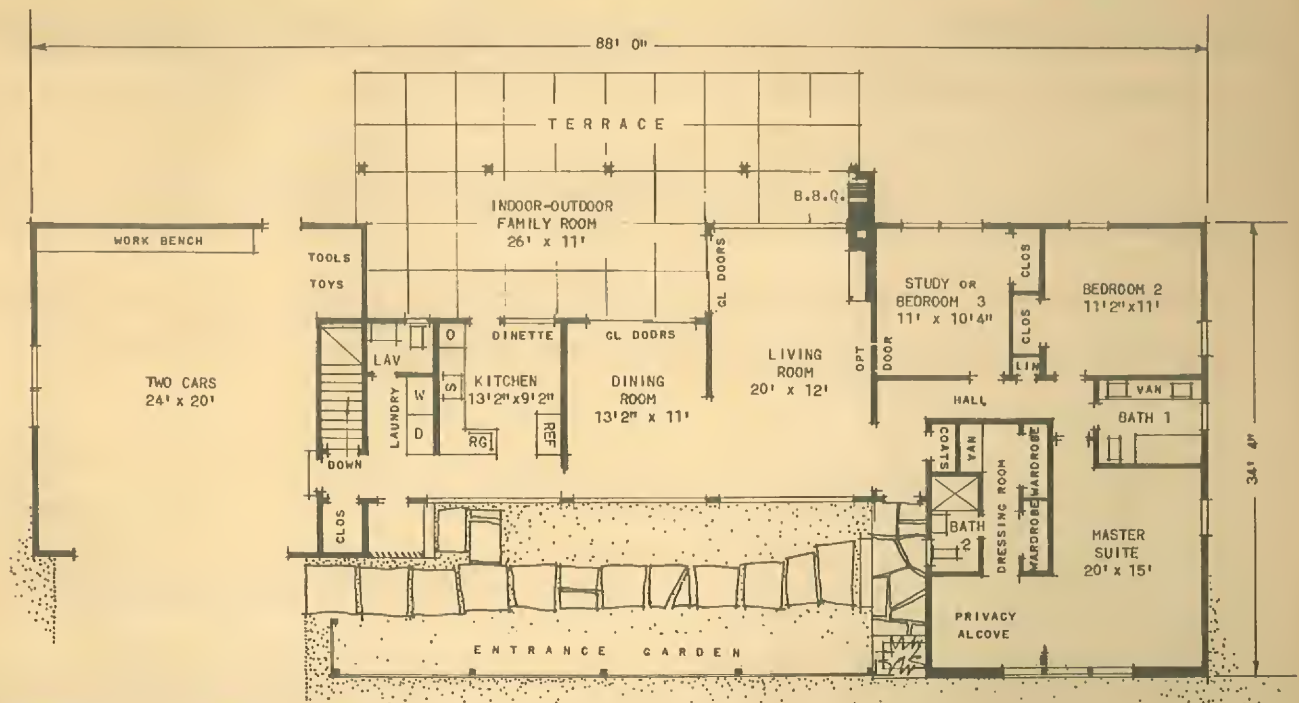 88' 0"
TERRACE
B.B.Q.
INDOOR-OUTDOOR
FAMILY ROOM
26' x 11'
WORK BENCH
TOOLS
TOYS
GL DOORS
STUDY OR
BEDROOM 3
11' x 10'4"
CLOS
CLOS
LIN
BEDROOM 2
11'2"x11'
34' 4"
TWO CARS
24' x 20'
LAV
LAUNDRY
W
D
O
S
DINETTE
KITCHEN
13'2"x9'2"
RG
REF
GL DOORS
DINING
ROOM
13'2" x 11'
LIVING
ROOM
20' x 12'
OPT
DOOR
HALL
VAN
BATH 1
DOWN
CLOS
COATS
VAN
DRESSING ROOM
WARDROBE
WARDROBE
BATH
2
MASTER
SUITE
20' x 15'
PRIVACY
ALCOVE
ENTRANCE GARDEN